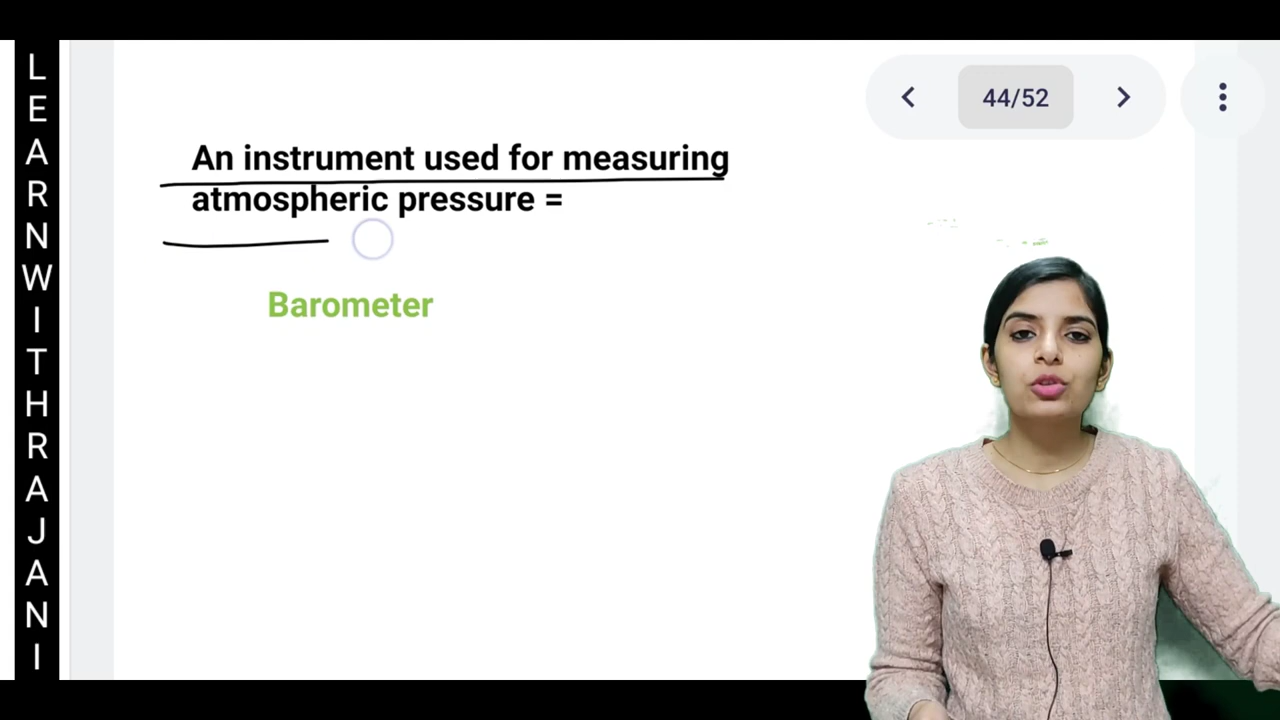 LEARNWITHRAJANI
44/52
An instrument used for measuring
atmospheric pressure =
Barometer